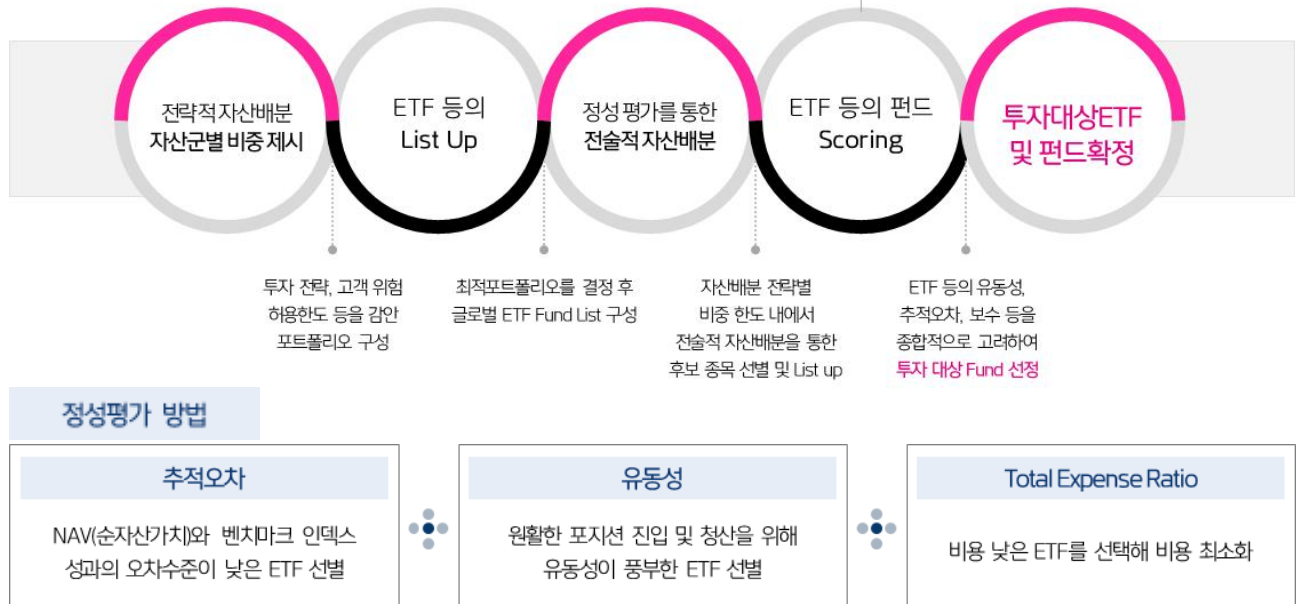 전략적 자산배분
자산군별 비중 제시
ETF 등의
List Up
정성 평가를 통한
전술적 자산배분
ETF 등의 펀드
Scoring
투자대상ETF
및 펀드확정
투자 전략, 고객 위험
허용한도 등을 감안
포트폴리오 구성
최적포트폴리오를 결정 후
글로벌 ETF Fund List 구성
자산배분 전략별
비중 한도 내에서
전술적 자산배분을 통한
후보 종목 선별 및 List up
ETF 등의 유동성,
추적오차, 보수 등을
종합적으로 고려하여
투자 대상 Fund 선정
정성평가 방법
추적오차
NAV(순자산가치)와 벤치마크 인덱스
성과의 오차수준이 낮은 ETF 선별
유동성
원활한 포지션 진입 및 청산을 위해
유동성이 풍부한 ETF 선별
Total Expense Ratio
비용 낮은 ETF를 선택해 비용 최소화